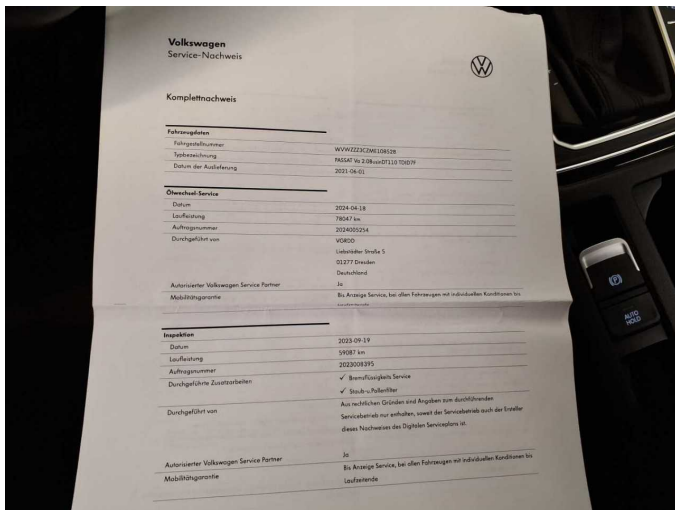 Volkswagen
Service-Nachweis
Komplettnachweis
Fahrzeugdaten
Fahrgestellnummer WVWZZZ3CZME108528
Typbezeichnung PASSAT Va 2.0BusinDT110 TDID7F
Datum der Auslieferung 2021-06-01
Ölwechsel-Service
Datum 2024-04-18
Laufleistung 78047 km
Auftragsnummer 2024005254
Durchgeführt von VGRDD
Liebstädter Straße 5
01277 Dresden
Deutschland
Autorisierter Volkswagen Service Partner Ja
Mobilitätsgarantie Bis Anzeige Service, bei allen Fahrzeugen mit individuellen Konditionen bis
Laufzeitende
Inspektion
Datum 2023-09-19
Laufleistung 59087 km
Auftragsnummer 2023008395
Durchgeführte Zusatzarbeiten ✓ Bremsflüssigkeits Service
✓ Staub-u.Pollenfilter
Durchgeführt von Aus rechtlichen Gründen sind Angaben zum durchführenden
Servicebetrieb nur enthalten, soweit der Servicebetrieb auch der Ersteller
dieses Nachweises des Digitalen Serviceplans ist.
Autorisierter Volkswagen Service Partner Ja
Mobilitätsgarantie Bis Anzeige Service, bei allen Fahrzeugen mit individuellen Konditionen bis
Laufzeitende
P
AUTO
HOLD